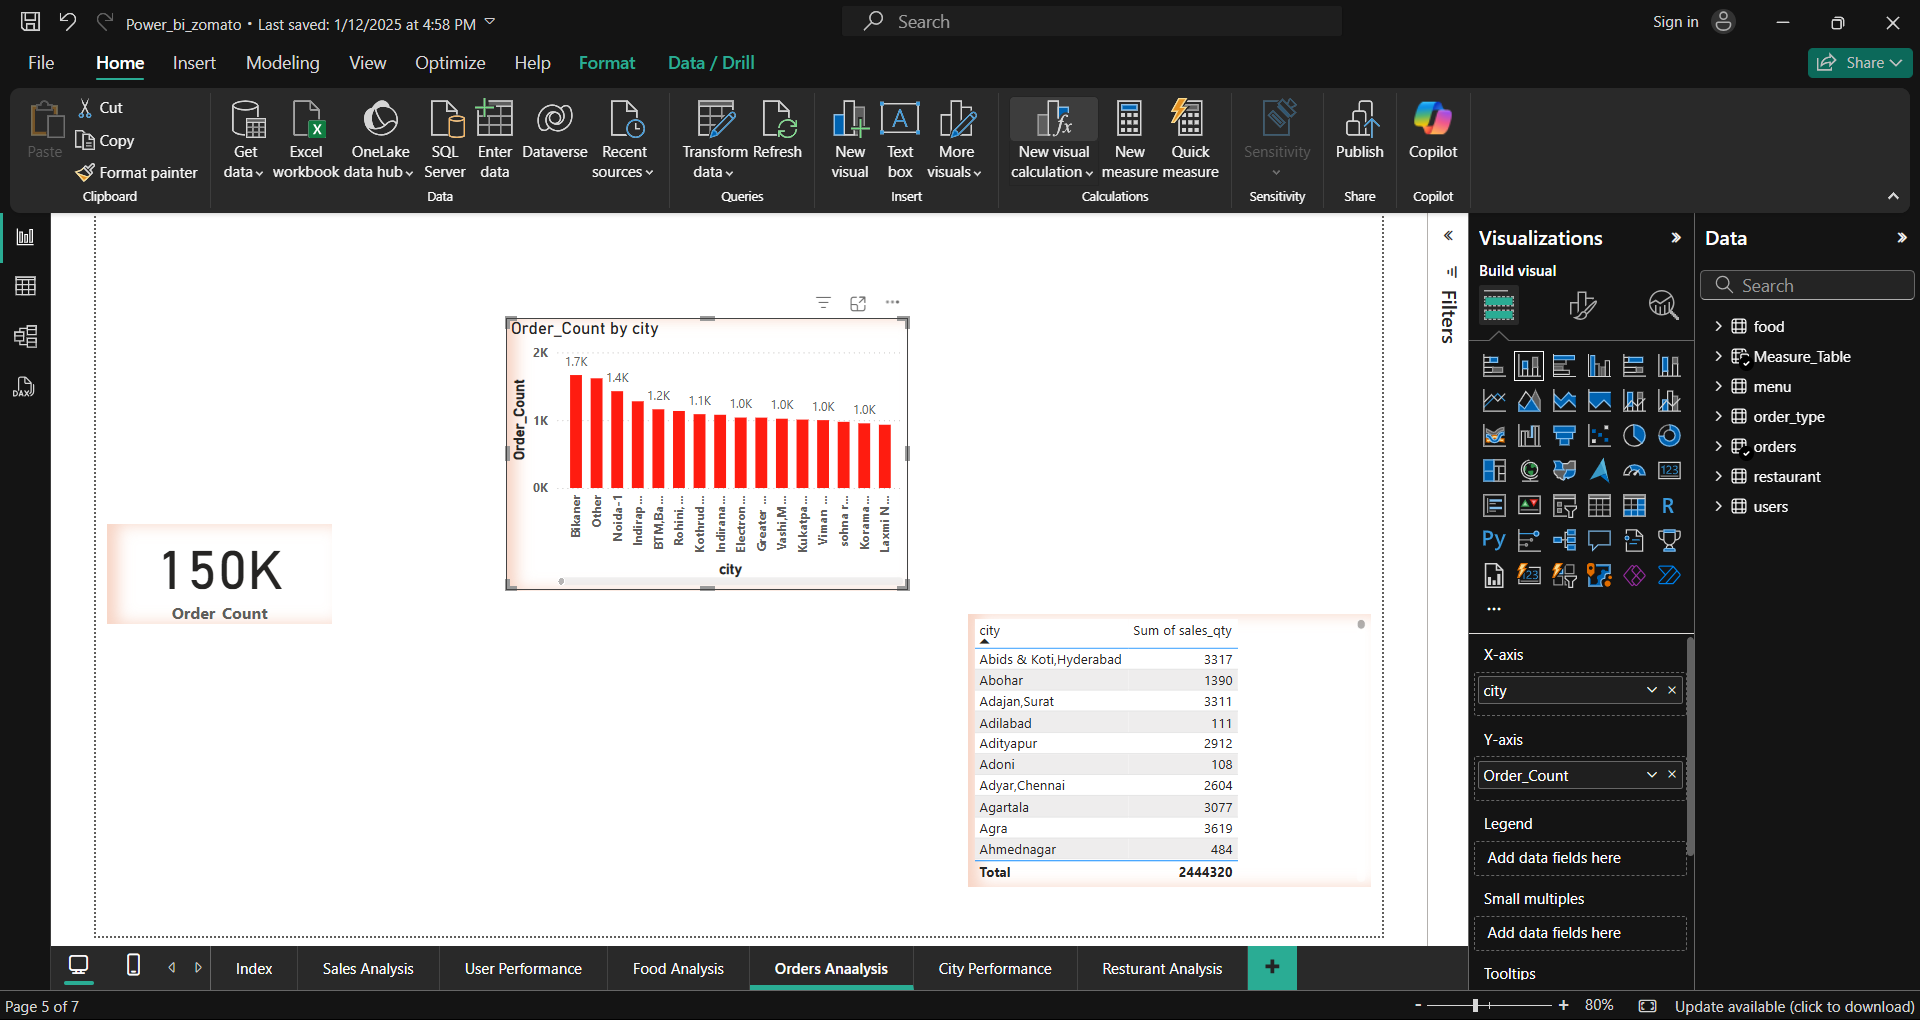 Power_bi_zomato • Last saved: 1/12/2025 at 4:58 PM
Search
Sign in
File Home Insert Modeling View Optimize Help Format Data / Drill
Share
Paste
Cut
Copy
Format painter
Clipboard
Get data
Excel workbook
OneLake data hub
SQL Server
Enter data
Dataverse
Recent sources
Data
Transform data
Refresh
Queries
New visual
Text box
More visuals
Insert
New visual calculation
New measure
Quick measure
Calculations
Sensitivity
Sensitivity
Publish
Share
Copilot
Copilot
DAX
150K
Order Count
Order_Count by city
Order_Count
2K
1K
0K
1.7K
1.4K
1.2K
1.1K
1.0K
1.0K
1.0K
1.0K
Bikaner
Other
Noida-1
Indirap...
BTM,Ba...
Rohini,...
Kothrud...
Indirana...
Electron...
Greater ...
Vashi,M...
Kukatpa...
Viman ...
sohna r...
Korama...
Laxmi N...
city
city Sum of sales_qty
Abids & Koti,Hyderabad 3317
Abohar 1390
Adajan,Surat 3311
Adilabad 111
Adityapur 2912
Adoni 108
Adyar,Chennai 2604
Agartala 3077
Agra 3619
Ahmednagar 484
Total 2444320
Filters
Visualizations
Build visual
123
R
Py
123
X-axis
city
Y-axis
Order_Count
Legend
Add data fields here
Small multiples
Add data fields here
Tooltips
Data
Search
food
Measure_Table
menu
order_type
orders
restaurant
users
Index Sales Analysis User Performance Food Analysis Orders Anaalysis City Performance Resturant Analysis +
Page 5 of 7
- + 80% Update available (click to download)